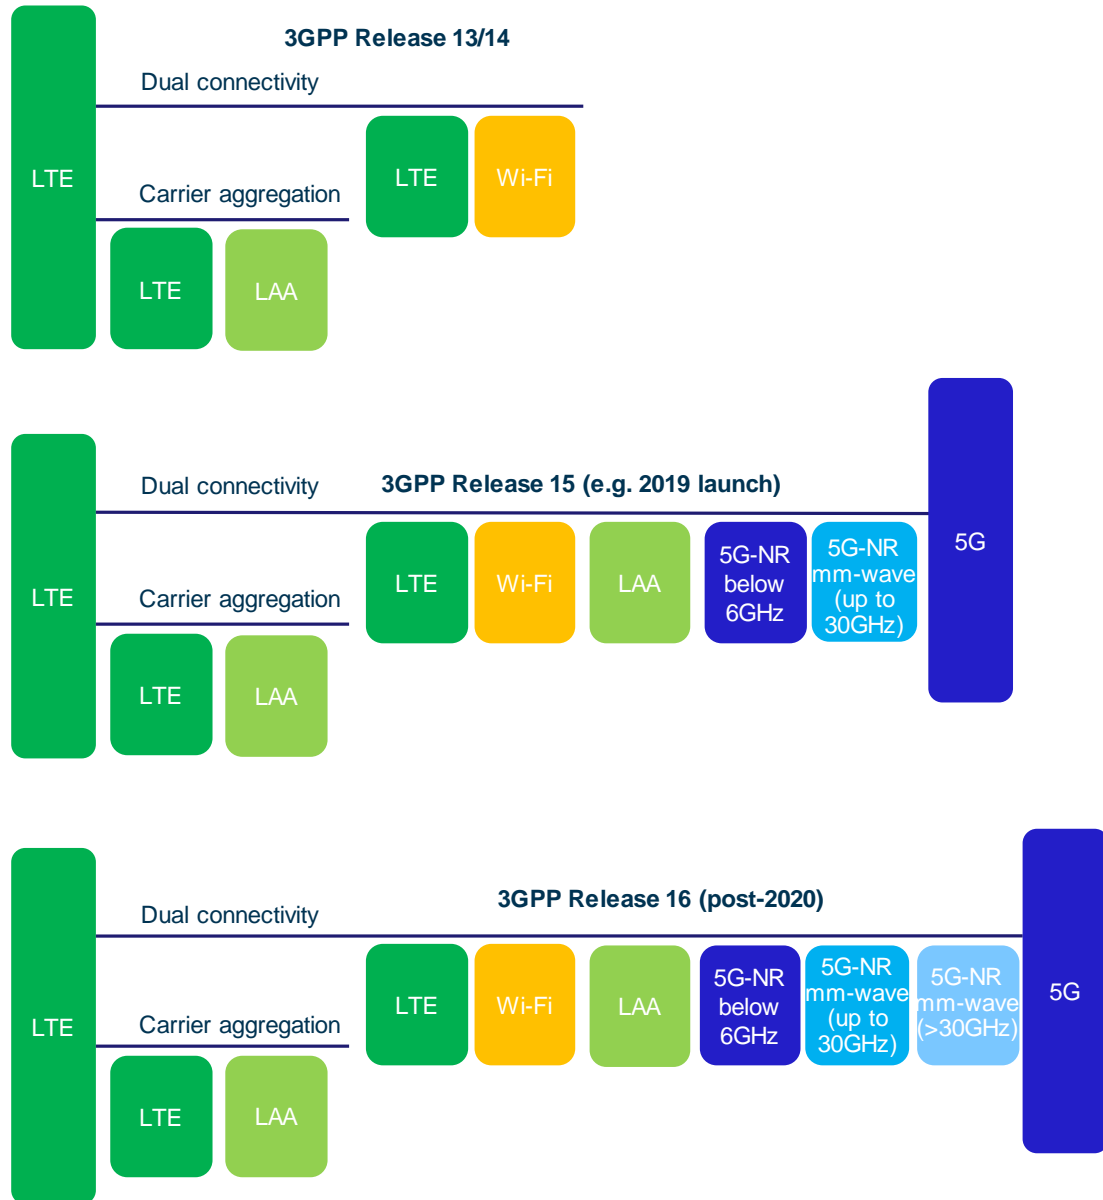 3GPP Release 13/14
Dual connectivity
LTE
LTE
Wi-Fi
Carrier aggregation
LTE
LAA
3GPP Release 15 (e.g. 2019 launch)
Dual connectivity
LTE
LTE
Wi-Fi
LAA
5G-NR
below
6GHz
5G-NR
mm-wave
(up to
30GHz)
5G
Carrier aggregation
LTE
LAA
3GPP Release 16 (post-2020)
Dual connectivity
LTE
LTE
Wi-Fi
LAA
5G-NR
below
6GHz
5G-NR
mm-wave
(up to
30GHz)
5G-NR
mm-wave
(>30GHz)
5G
Carrier aggregation
LTE
LAA